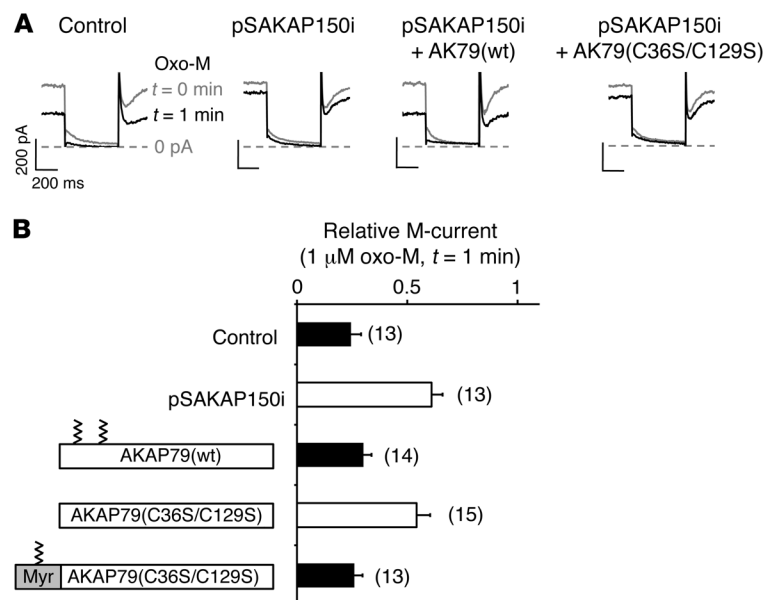 A
Control
pSAKAP150i
pSAKAP150i
+ AK79(wt)
pSAKAP150i
+ AK79(C36S/C129S)
Oxo-M
t = 0 min
t = 1 min
0 pA
200 pA
200 ms
B
Relative M-current
(1 μM oxo-M, t = 1 min)
0 0.5 1
Control (13)
pSAKAP150i (13)
AKAP79(wt) (14)
AKAP79(C36S/C129S) (15)
Myr AKAP79(C36S/C129S) (13)